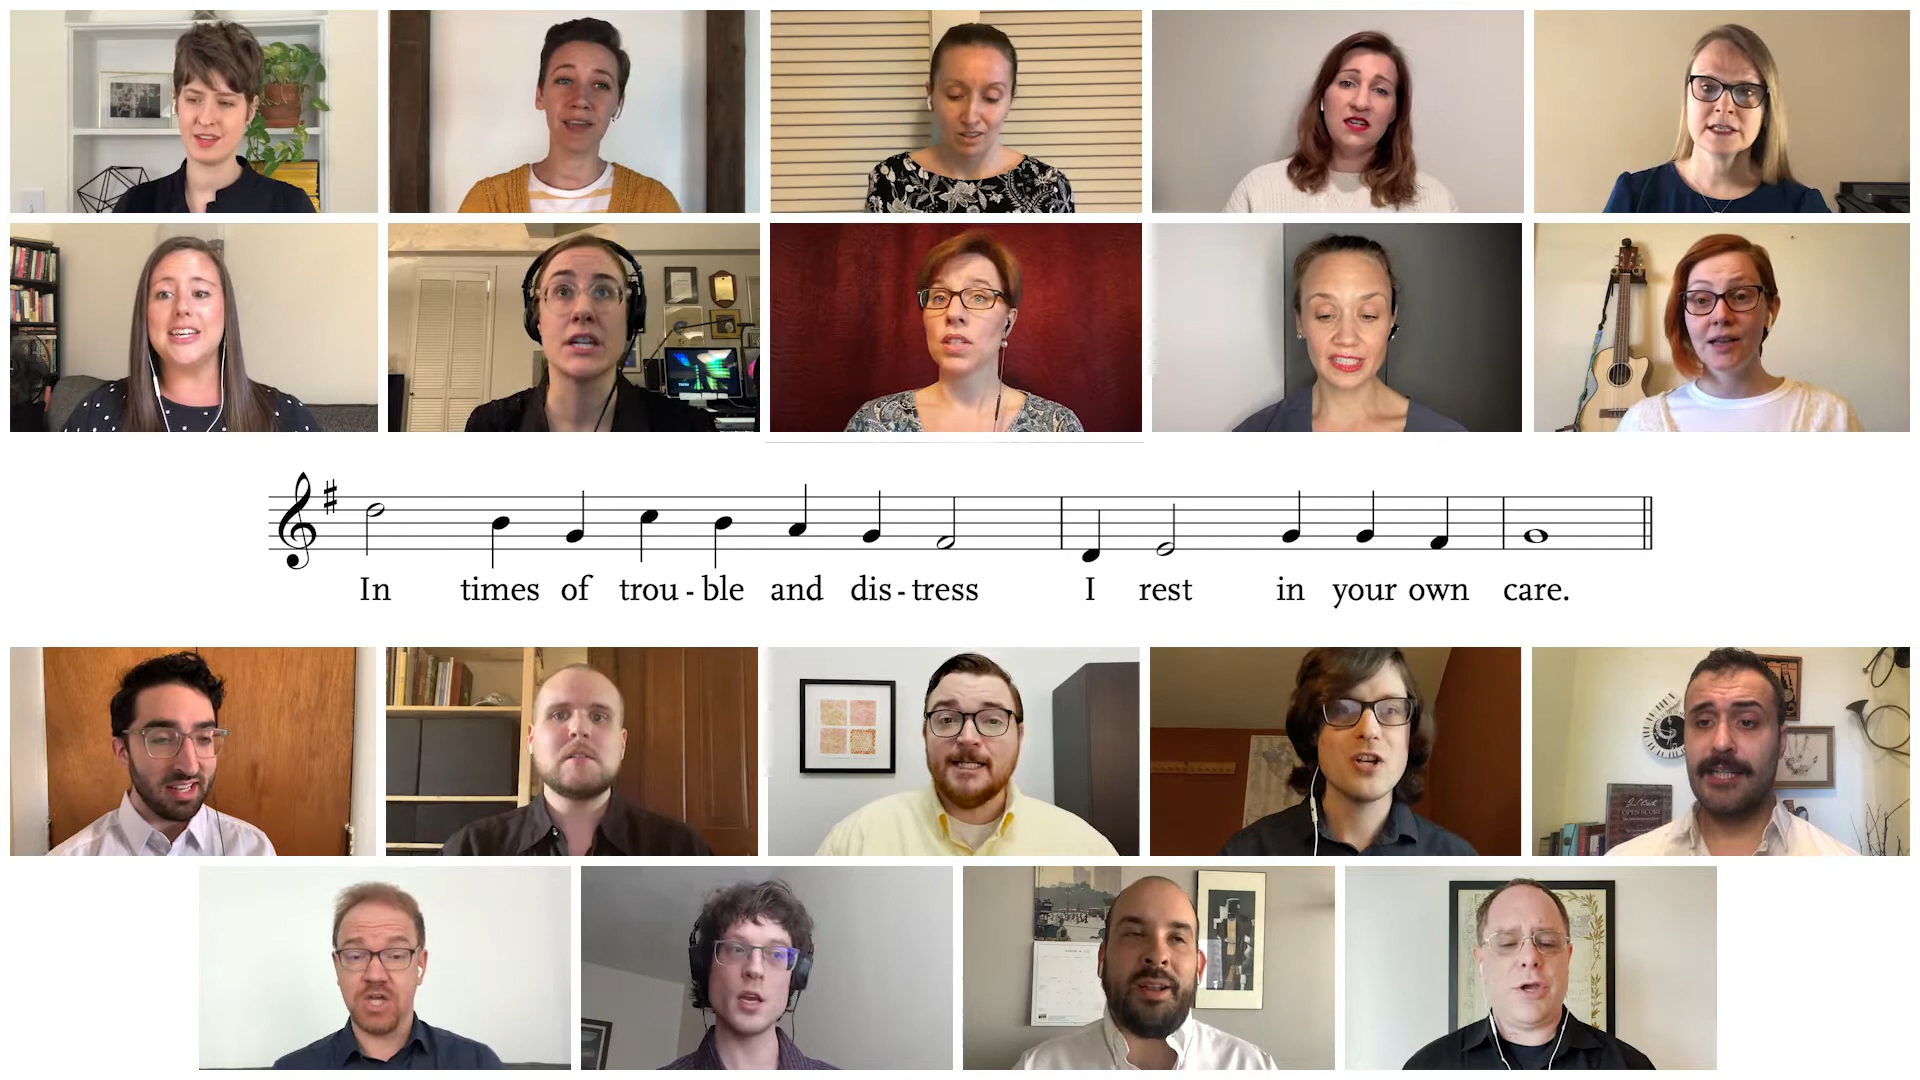 In times of trou - ble and dis - tress I rest in your own care.